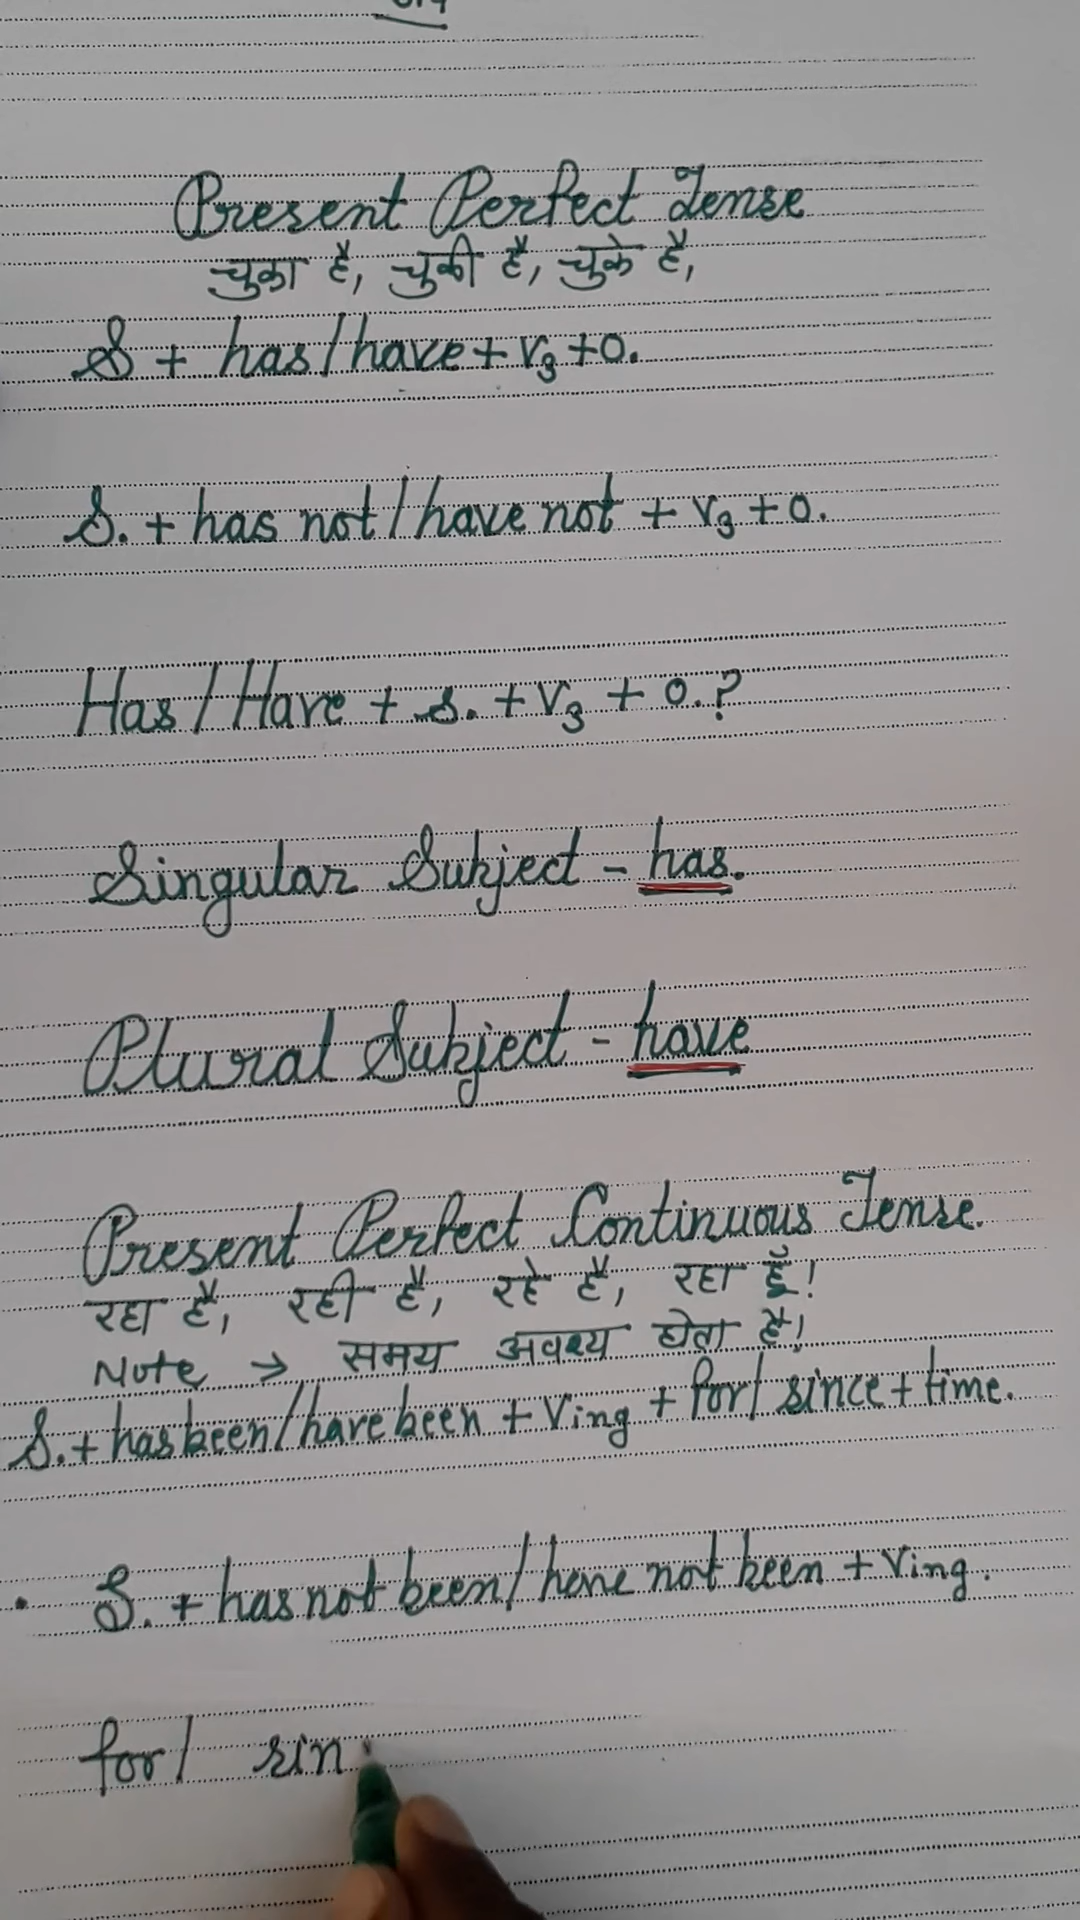 Present Perfect Tense
चुका है, चुकी है, चुके हैं,
S + has/have + V3 + O.
S. + has not/have not + V3 + O.
Has/Have + S. + V3 + O.?
Singular Subject - has.
Plural Subject - have
Present Perfect Continuous Tense.
रहा है, रही है, रहे हैं, रहा हूँ!
Note → समय अवश्य होता है।
S. + has been/have been + Ving + for/ since + time.
S. + has not been/have not been + Ving.
for/ sin